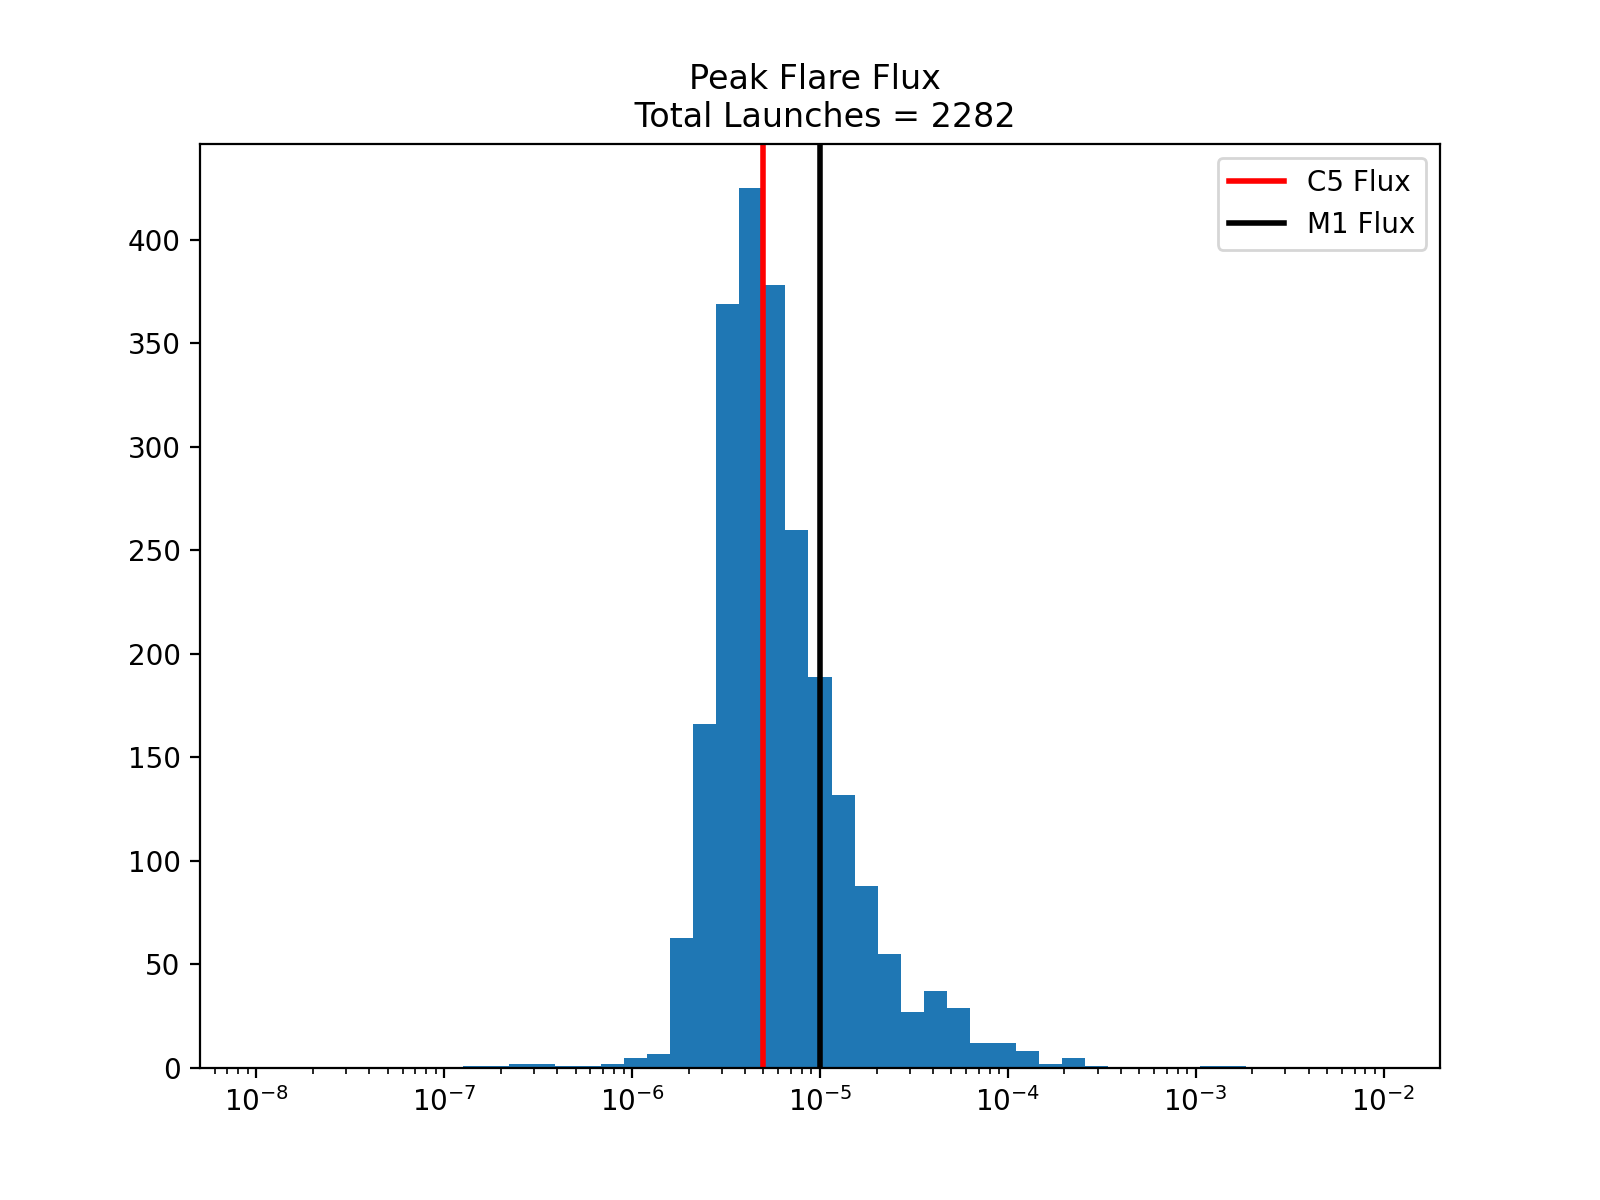 Peak Flare Flux
Total Launches = 2282
C5 Flux
M1 Flux
400
350
300
250
200
150
100
50
0
10⁻⁸ 10⁻⁷ 10⁻⁶ 10⁻⁵ 10⁻⁴ 10⁻³ 10⁻²